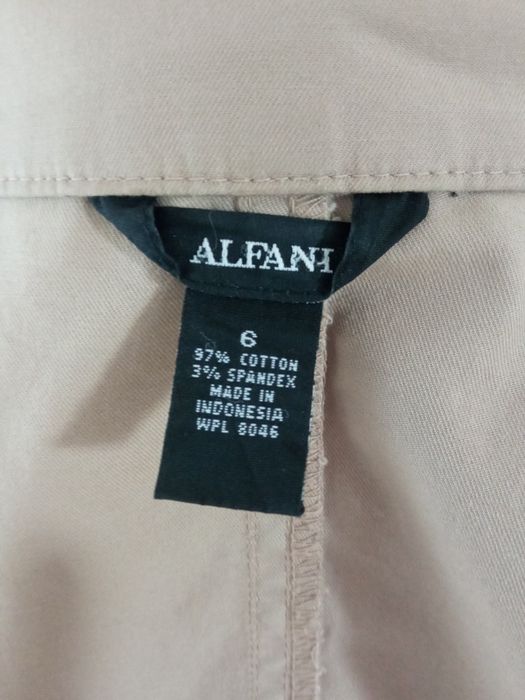 ALFANI
6
97% COTTON
3% SPANDEX
MADE IN
INDONESIA
WPL 8046